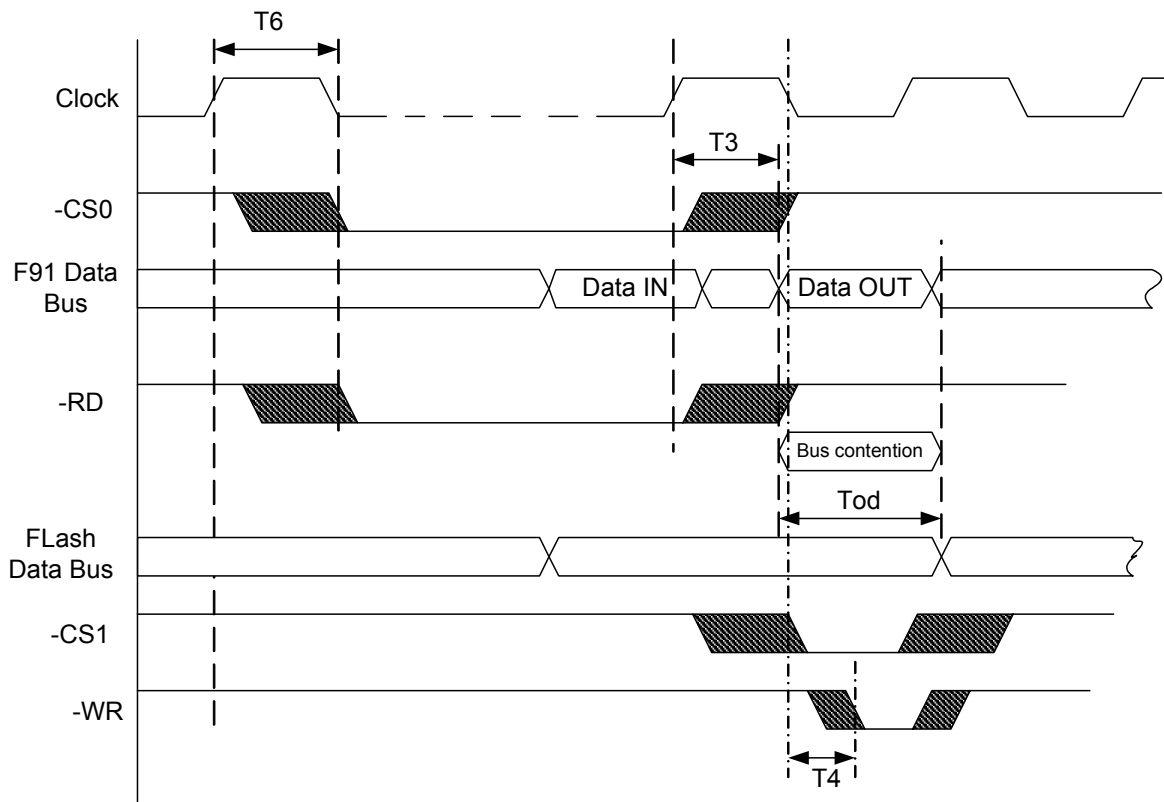 T6
Clock
T3
-CS0
F91 Data
Bus
Data IN
Data OUT
-RD
Bus contention
Tod
FLash
Data Bus
-CS1
-WR
T4